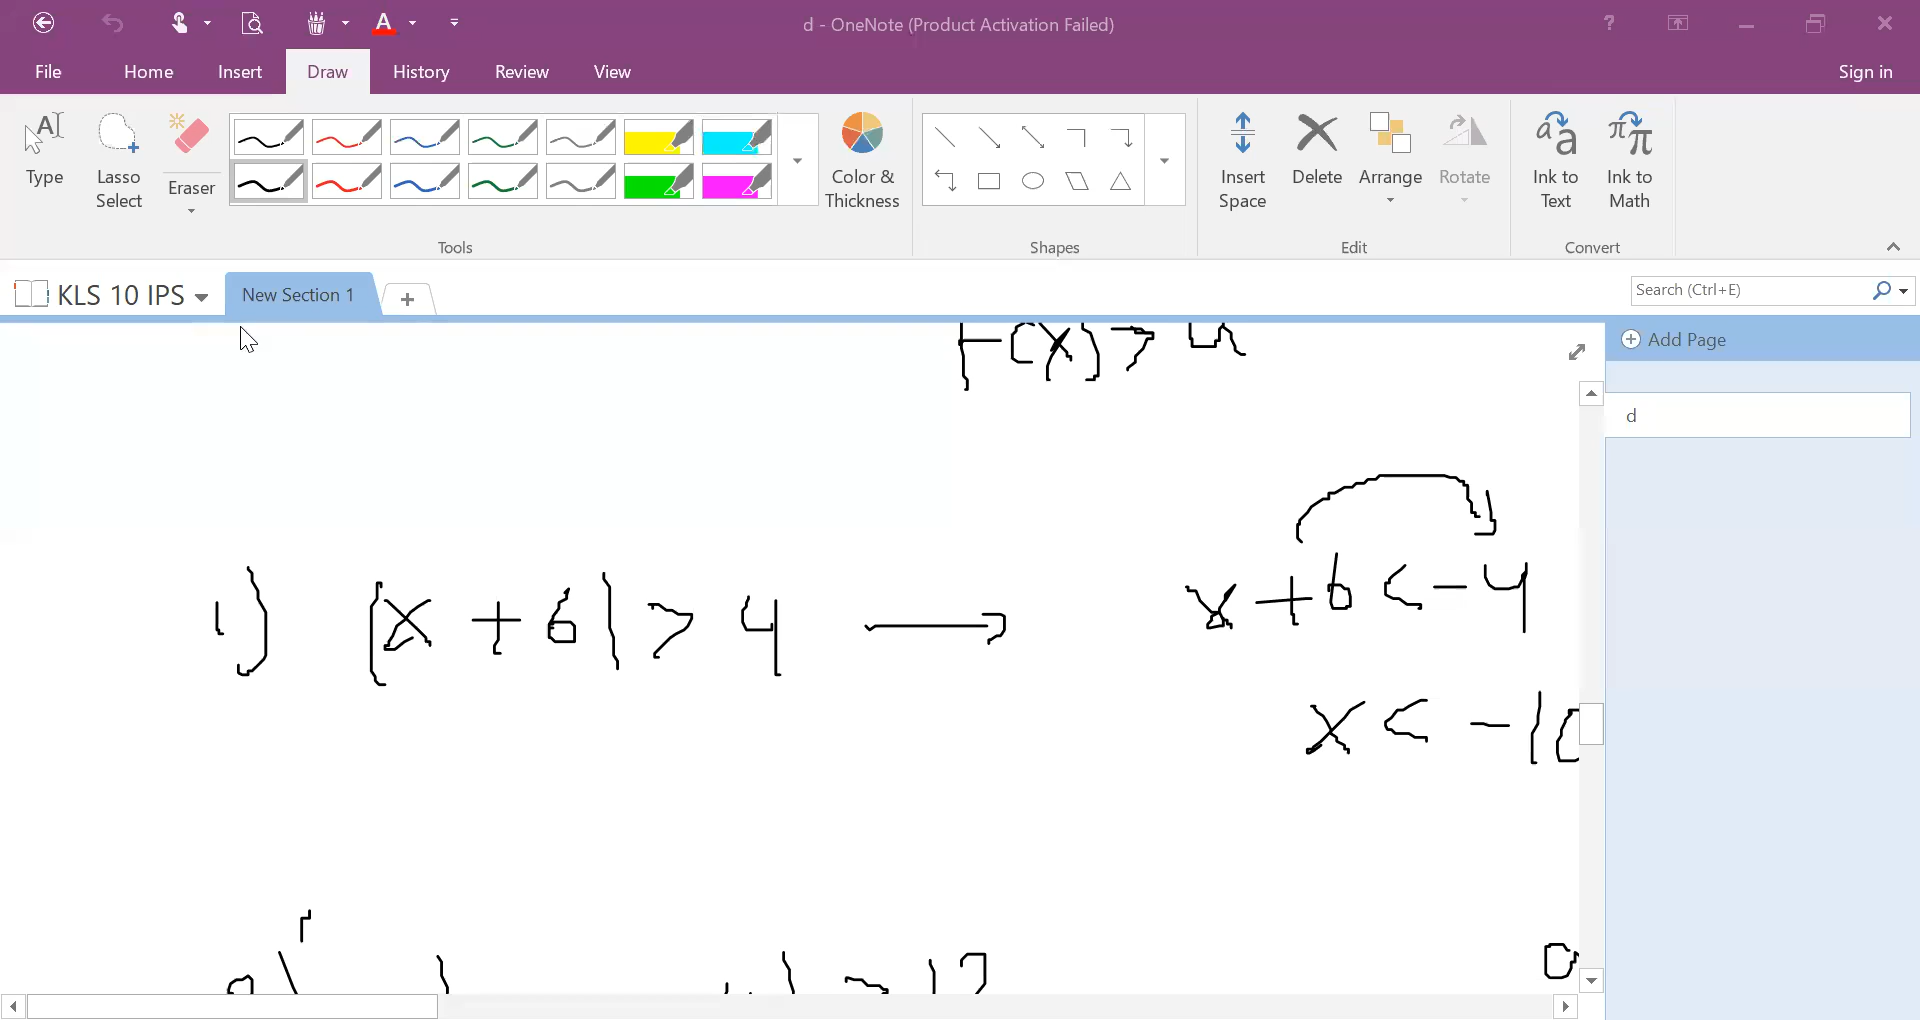 d - OneNote (Product Activation Failed)
File Home Insert Draw History Review View Sign in
Type
Lasso Select
Eraser
Color & Thickness
Insert Space
Delete
Arrange
Rotate
Ink to Text
Ink to Math
Tools Shapes Edit Convert
KLS 10 IPS New Section 1 Search (Ctrl+E)
Add Page
d
x + 6 < - 4
1) |x + 6| > 4
x < - 10